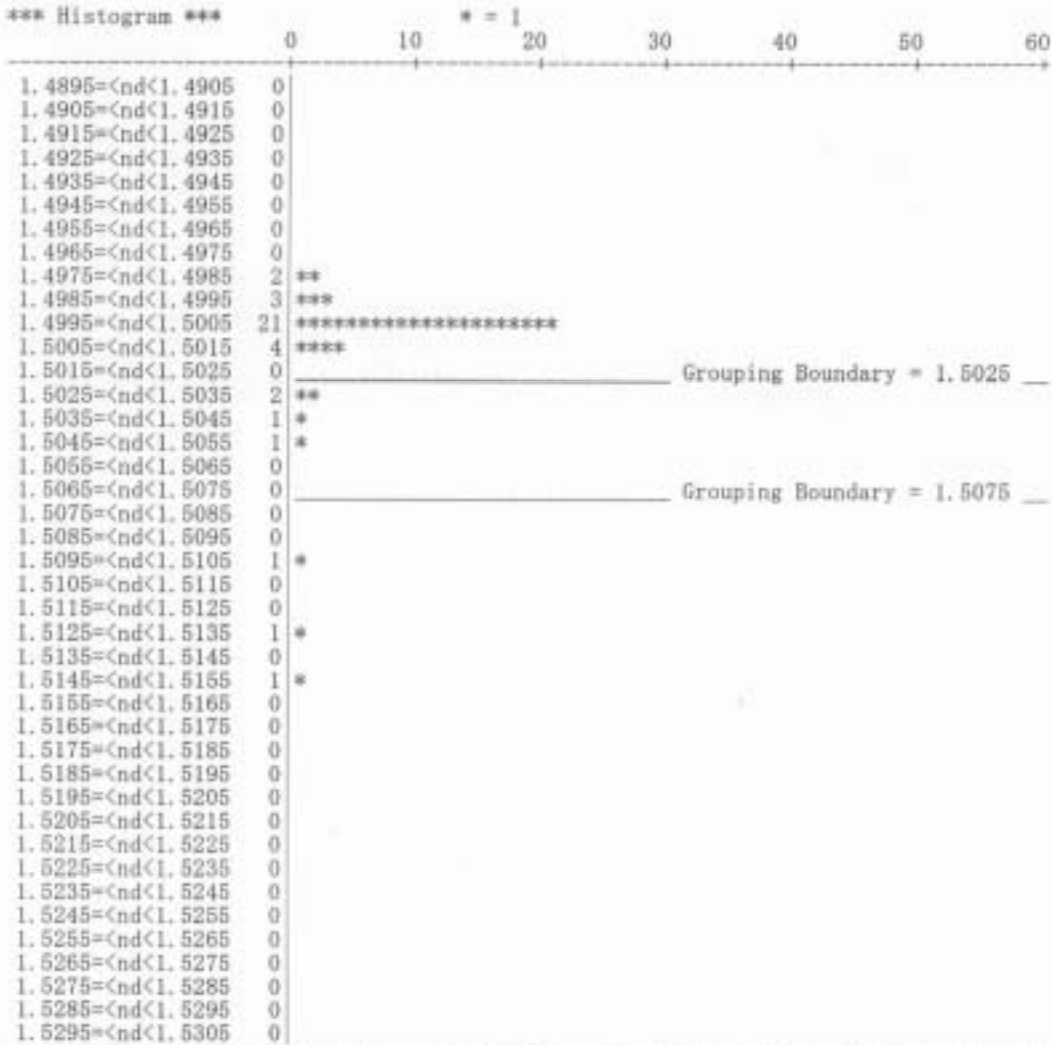 *** Histogram *** * = 1
0 10 20 30 40 50 60
1.4895=<nd<1.4905 0
1.4905=<nd<1.4915 0
1.4915=<nd<1.4925 0
1.4925=<nd<1.4935 0
1.4935=<nd<1.4945 0
1.4945=<nd<1.4955 0
1.4955=<nd<1.4965 0
1.4965=<nd<1.4975 0
1.4975=<nd<1.4985 2 **
1.4985=<nd<1.4995 3 ***
1.4995=<nd<1.5005 21 *********************
1.5005=<nd<1.5015 4 ****
1.5015=<nd<1.5025 0 Grouping Boundary = 1.5025
1.5025=<nd<1.5035 2 **
1.5035=<nd<1.5045 1 *
1.5045=<nd<1.5055 1 *
1.5055=<nd<1.5065 0
1.5065=<nd<1.5075 0 Grouping Boundary = 1.5075
1.5075=<nd<1.5085 0
1.5085=<nd<1.5095 0
1.5095=<nd<1.5105 1 *
1.5105=<nd<1.5115 0
1.5115=<nd<1.5125 0
1.5125=<nd<1.5135 1 *
1.5135=<nd<1.5145 0
1.5145=<nd<1.5155 1 *
1.5155=<nd<1.5165 0
1.5165=<nd<1.5175 0
1.5175=<nd<1.5185 0
1.5185=<nd<1.5195 0
1.5195=<nd<1.5205 0
1.5205=<nd<1.5215 0
1.5215=<nd<1.5225 0
1.5225=<nd<1.5235 0
1.5235=<nd<1.5245 0
1.5245=<nd<1.5255 0
1.5255=<nd<1.5265 0
1.5265=<nd<1.5275 0
1.5275=<nd<1.5285 0
1.5285=<nd<1.5295 0
1.5295=<nd<1.5305 0